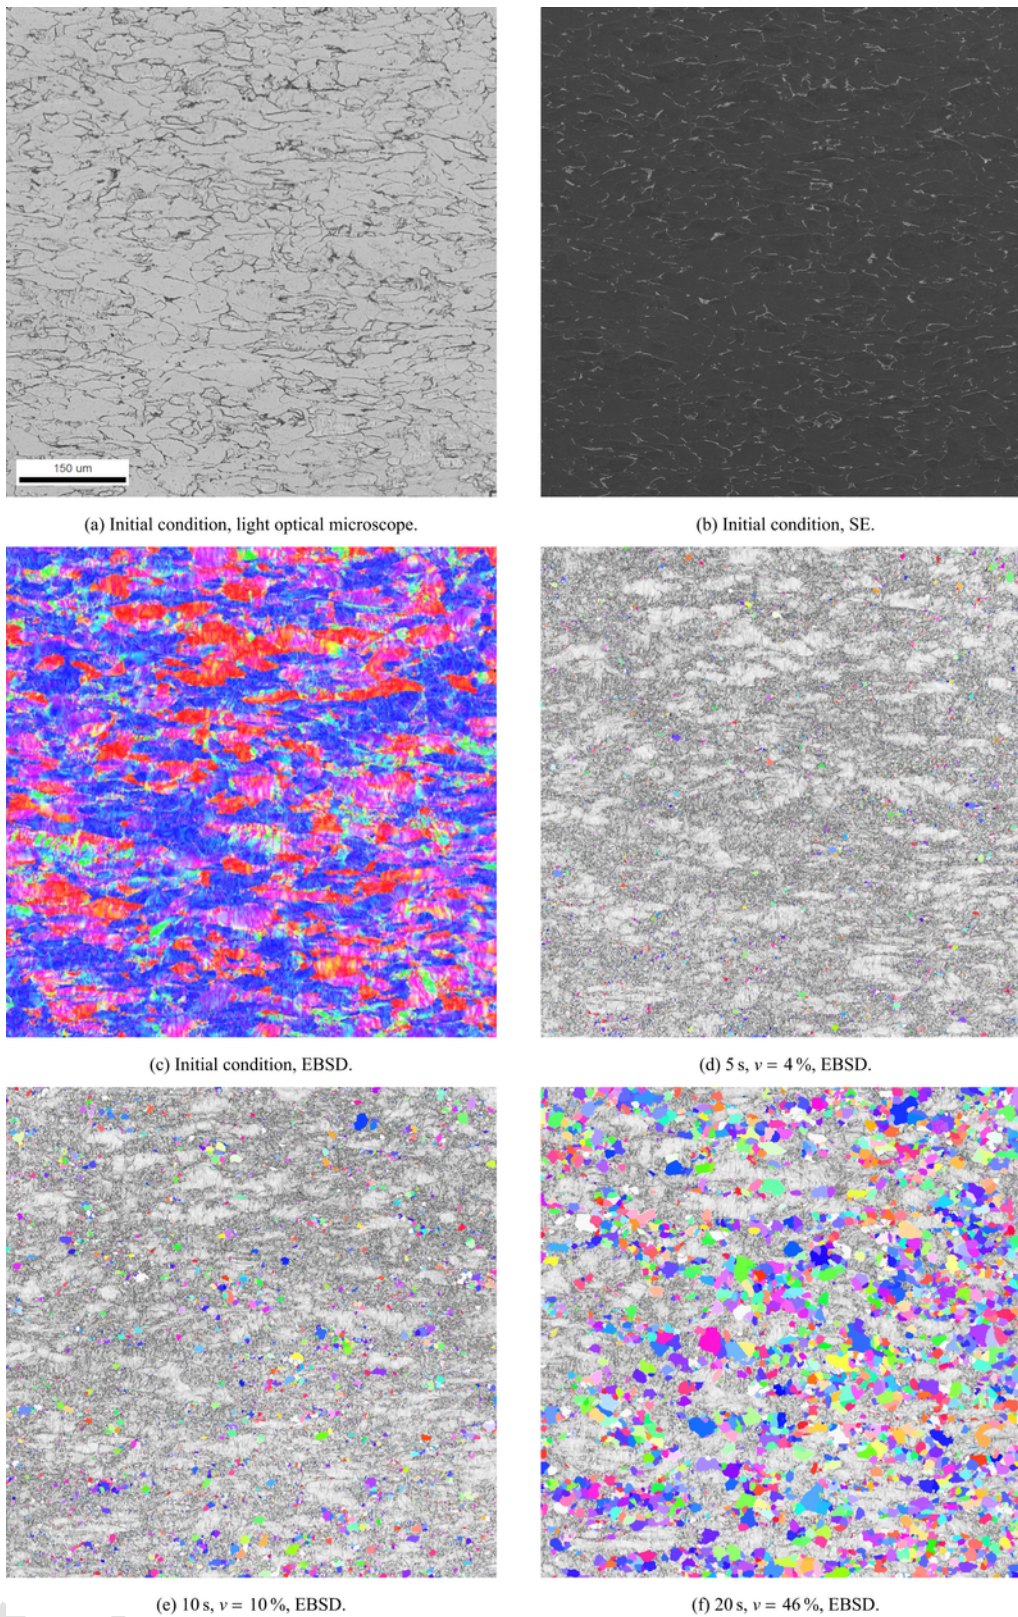 150 um
(a) Initial condition, light optical microscope.
(b) Initial condition, SE.
(c) Initial condition, EBSD.
(d) 5 s, v = 4 %, EBSD.
(e) 10 s, v = 10 %, EBSD.
(f) 20 s, v = 46 %, EBSD.